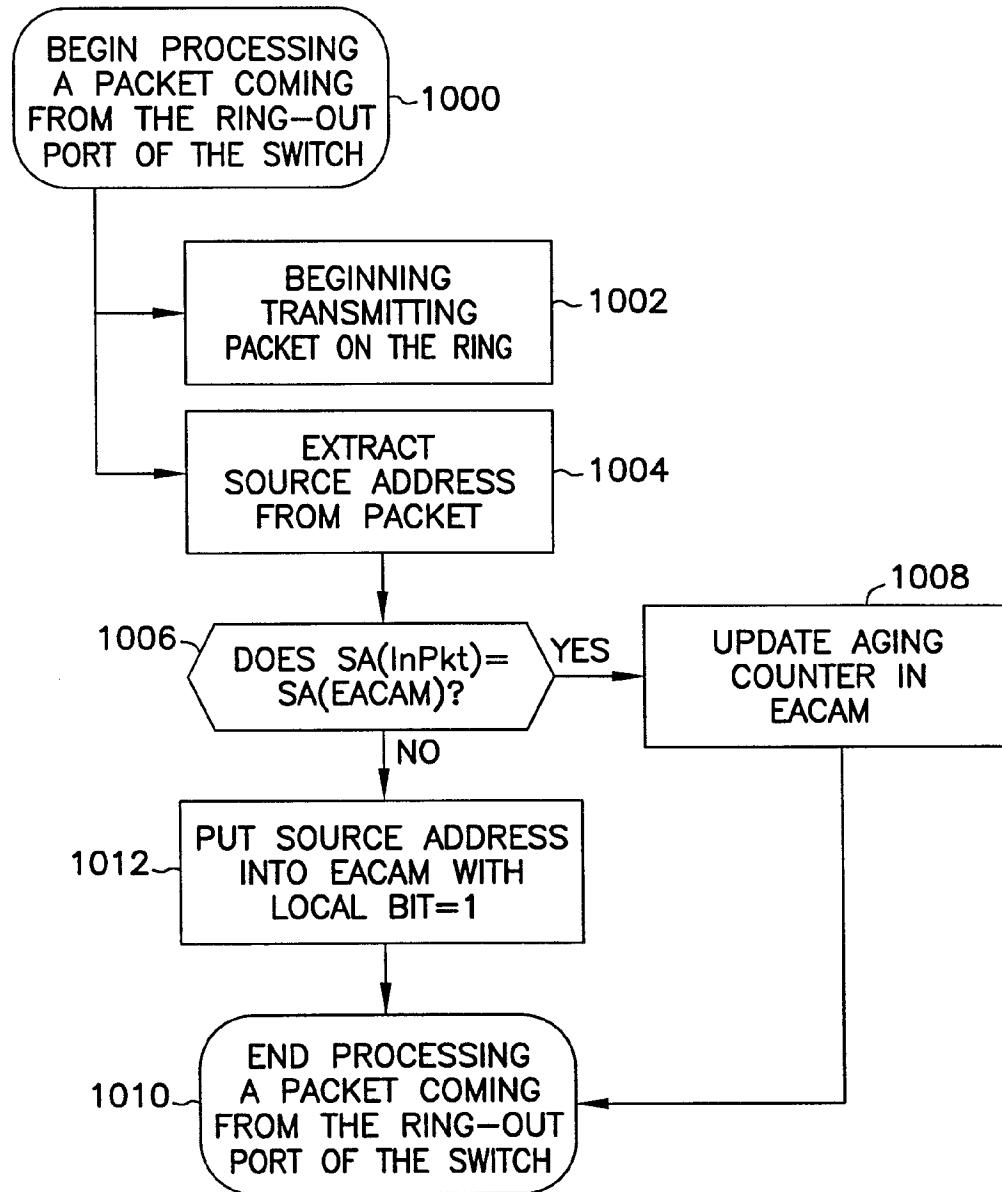 BEGIN PROCESSING
A PACKET COMING
FROM THE RING-OUT
PORT OF THE SWITCH
1000
BEGINNING
TRANSMITTING
PACKET ON THE RING
1002
EXTRACT
SOURCE ADDRESS
FROM PACKET
1004
1006
DOES SA(InPkt)=
SA(EACAM)?
YES
1008
UPDATE AGING
COUNTER IN
EACAM
NO
1012
PUT SOURCE ADDRESS
INTO EACAM WITH
LOCAL BIT=1
1010
END PROCESSING
A PACKET COMING
FROM THE RING-OUT
PORT OF THE SWITCH